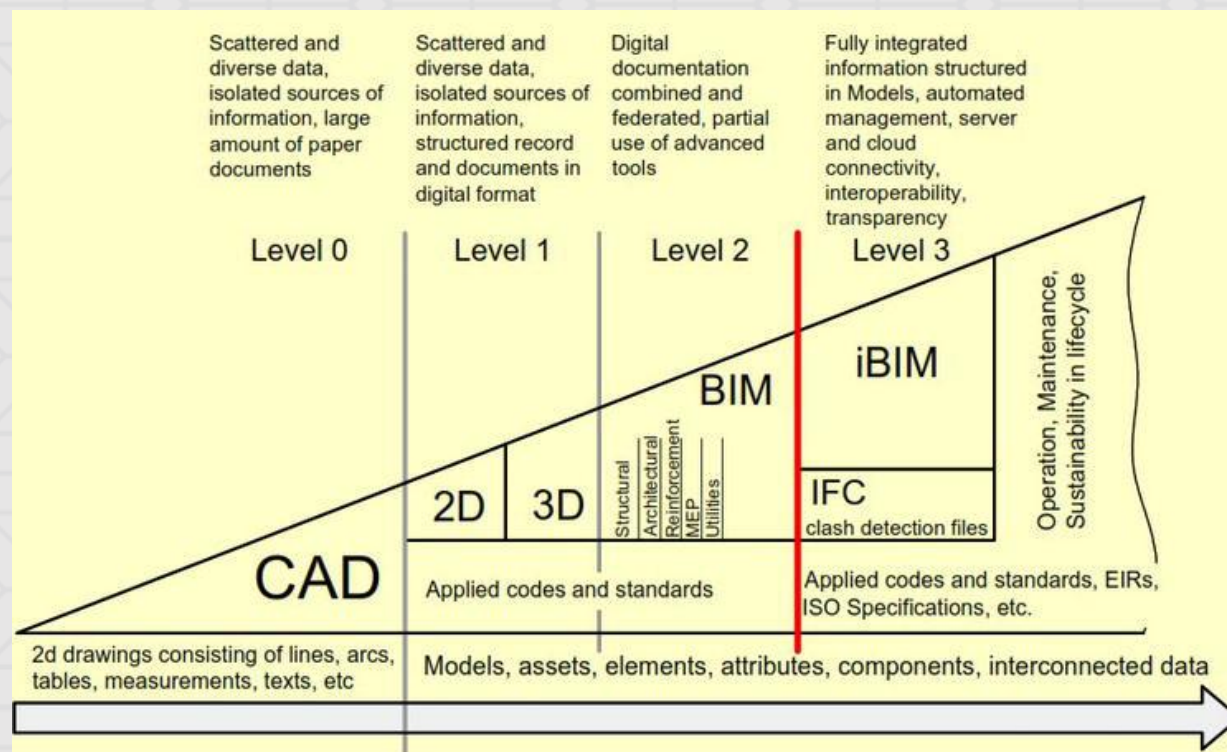 Scattered and
diverse data,
isolated sources of
information, large
amount of paper
documents
Scattered and
diverse data,
isolated sources of
information,
structured record
and documents in
digital format
Digital
documentation
combined and
federated, partial
use of advanced
tools
Fully integrated
information structured
in Models, automated
management, server
and cloud
connectivity,
interoperability,
transparency
Level 0
Level 1
Level 2
Level 3
CAD
2D
3D
BIM
Structural
Architectural
Reinforcement
MEP
Utilities
iBIM
IFC
clash detection files
Operation, Maintenance,
Sustainability in lifecycle
Applied codes and standards
Applied codes and standards, EIRs,
ISO Specifications, etc.
2d drawings consisting of lines, arcs,
tables, measurements, texts, etc
Models, assets, elements, attributes, components, interconnected data